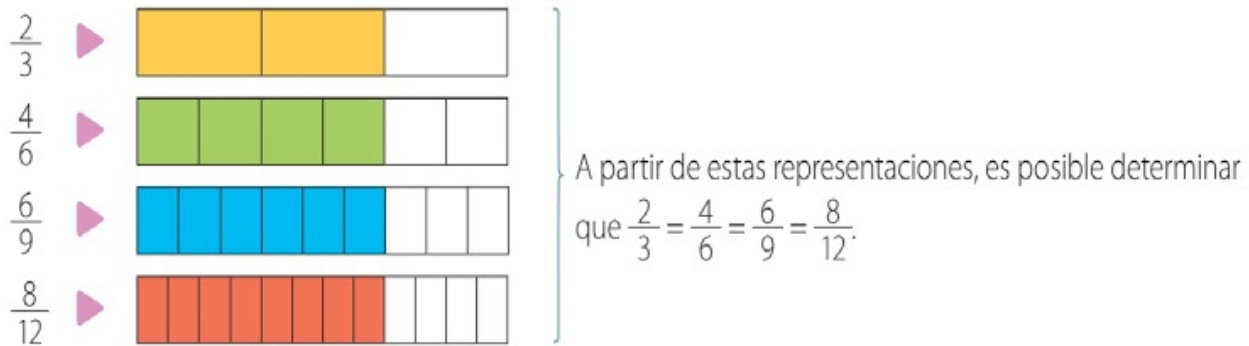 2/3
4/6
6/9
8/12
A partir de estas representaciones, es posible determinar
que 2/3 = 4/6 = 6/9 = 8/12.